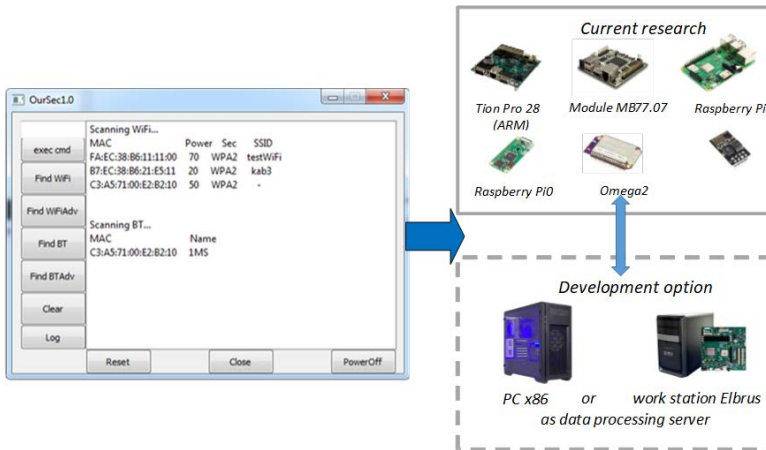 OurSec1.0
exec cmd
Find WiFi
Find WiFiAdv
Find BT
Find BTAdv
Clear
Log
Scanning WiFi...
MAC Power Sec SSID
FA:EC:38:B6:11:11:00 70 WPA2 testWiFi
B7:EC:38:B6:21:E5:11 20 WPA2 kab3
C3:A5:71:00:E2:B2:10 50 WPA2 -
Scanning BT...
MAC Name
C3:A5:71:00:E2:B2:10 1MS
Reset Close PowerOff
Current research
Tion Pro 28
(ARM)
Module MB77.07
Raspberry Pi
Raspberry Pi0
Omega2
Development option
PC x86 or work station Elbrus
as data processing server